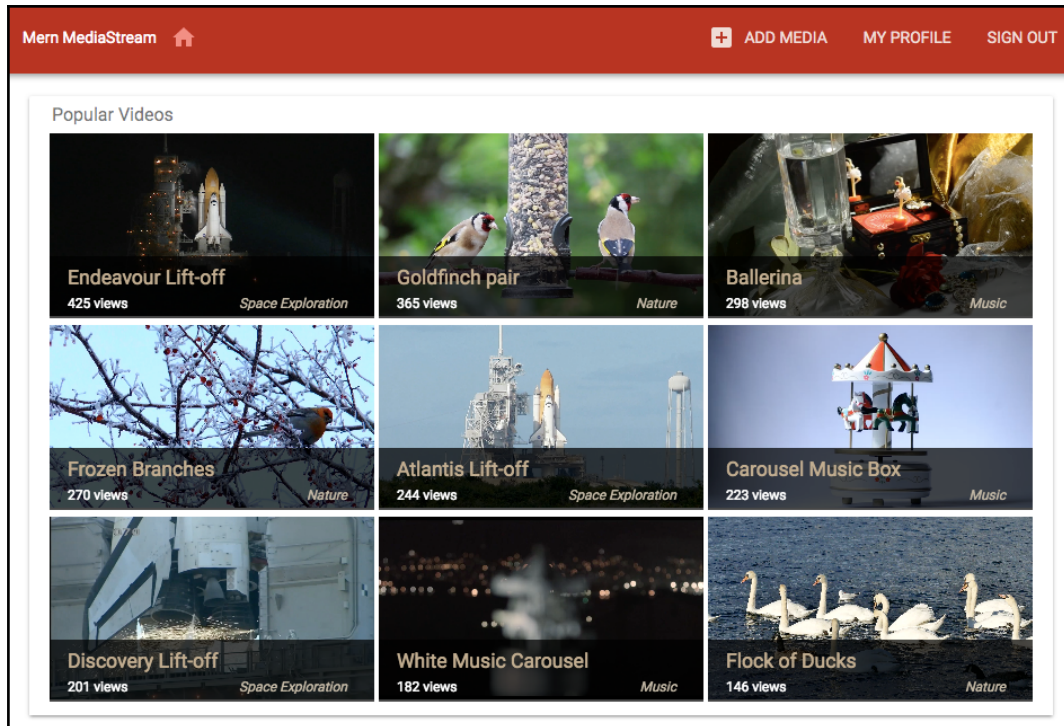 Mern MediaStream ADD MEDIA MY PROFILE SIGN OUT
Popular Videos
Endeavour Lift-off
425 views Space Exploration
Goldfinch pair
365 views Nature
Ballerina
298 views Music
Frozen Branches
270 views Nature
Atlantis Lift-off
244 views Space Exploration
Carousel Music Box
223 views Music
Discovery Lift-off
201 views Space Exploration
White Music Carousel
182 views Music
Flock of Ducks
146 views Nature